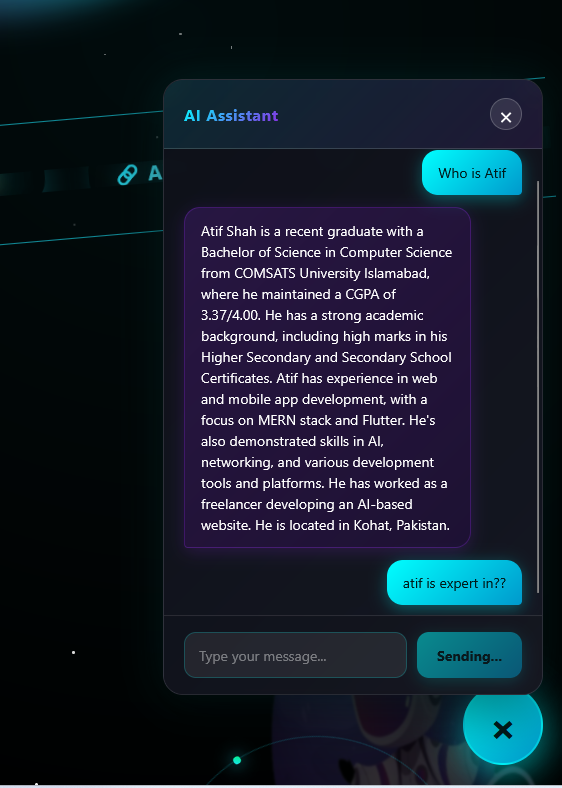 AI Assistant
Who is Atif
A
Atif Shah is a recent graduate with a
Bachelor of Science in Computer Science
from COMSATS University Islamabad,
where he maintained a CGPA of
3.37/4.00. He has a strong academic
background, including high marks in his
Higher Secondary and Secondary School
Certificates. Atif has experience in web
and mobile app development, with a
focus on MERN stack and Flutter. He's
also demonstrated skills in AI,
networking, and various development
tools and platforms. He has worked as a
freelancer developing an AI-based
website. He is located in Kohat, Pakistan.
atif is expert in??
Type your message...
Sending...